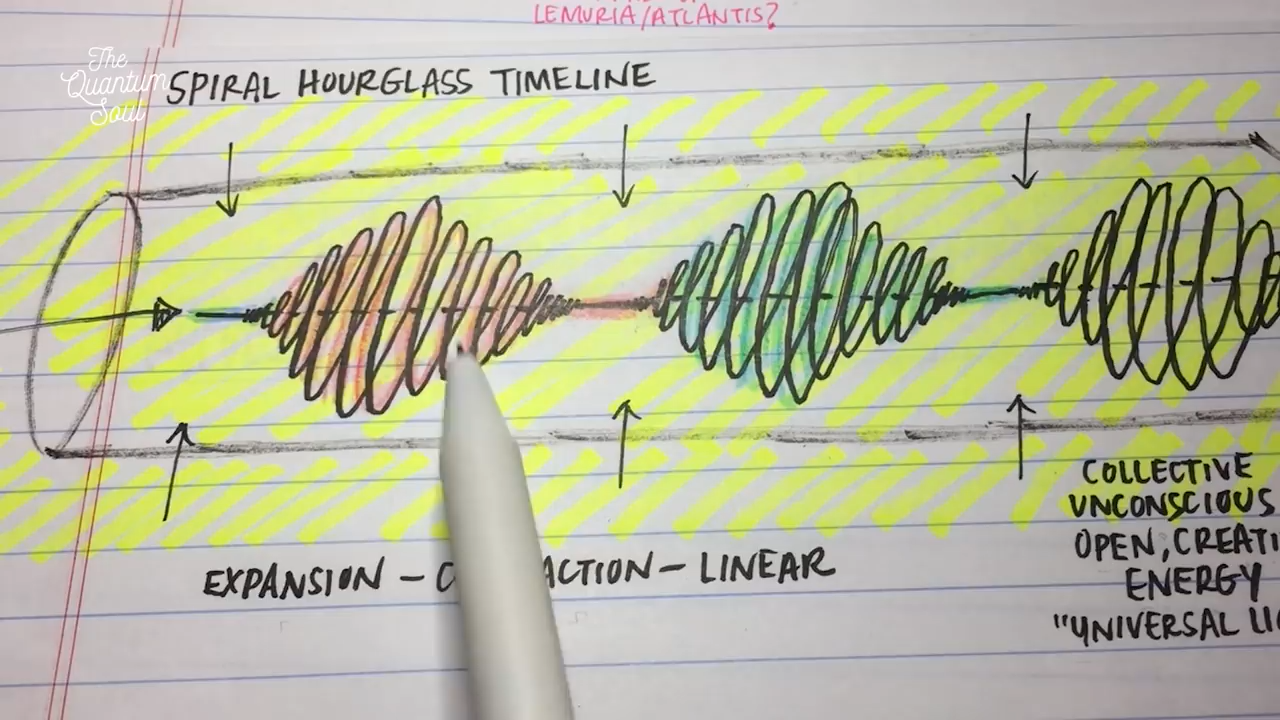 LEMURIA/ATLANTIS?
The
Quantum
Soul
SPIRAL HOURGLASS TIMELINE
EXPANSION – C ACTION – LINEAR
COLLECTIVE
UNCONSCIOUS
OPEN, CREATI
ENERGY
"UNIVERSAL LI